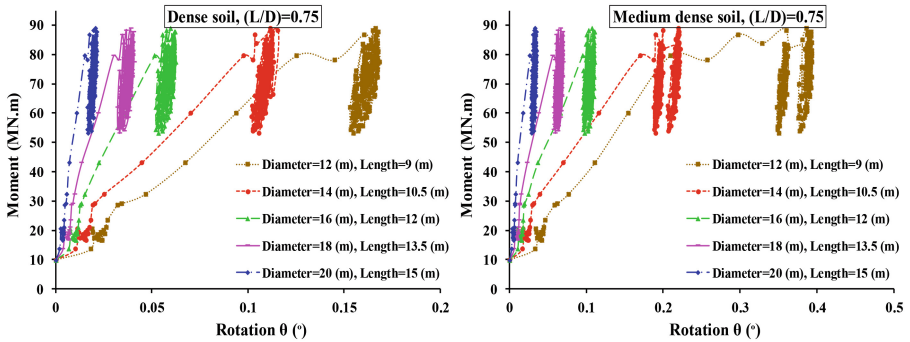 Dense soil, (L/D)=0.75
Moment (MN.m)
90
80
70
60
50
40
30
20
10
0
Diameter=12 (m), Length=9 (m)
Diameter=14 (m), Length=10.5 (m)
Diameter=16 (m), Length=12 (m)
Diameter=18 (m), Length=13.5 (m)
Diameter=20 (m), Length=15 (m)
0 0.05 0.1 0.15 0.2
Rotation θ (º)
Medium dense soil, (L/D)=0.75
Moment (MN.m)
90
80
70
60
50
40
30
20
10
0
Diameter=12 (m), Length=9 (m)
Diameter=14 (m), Length=10.5 (m)
Diameter=16 (m), Length=12 (m)
Diameter=18 (m), Length=13.5 (m)
Diameter=20 (m), Length=15 (m)
0 0.1 0.2 0.3 0.4 0.5
Rotation θ (º)